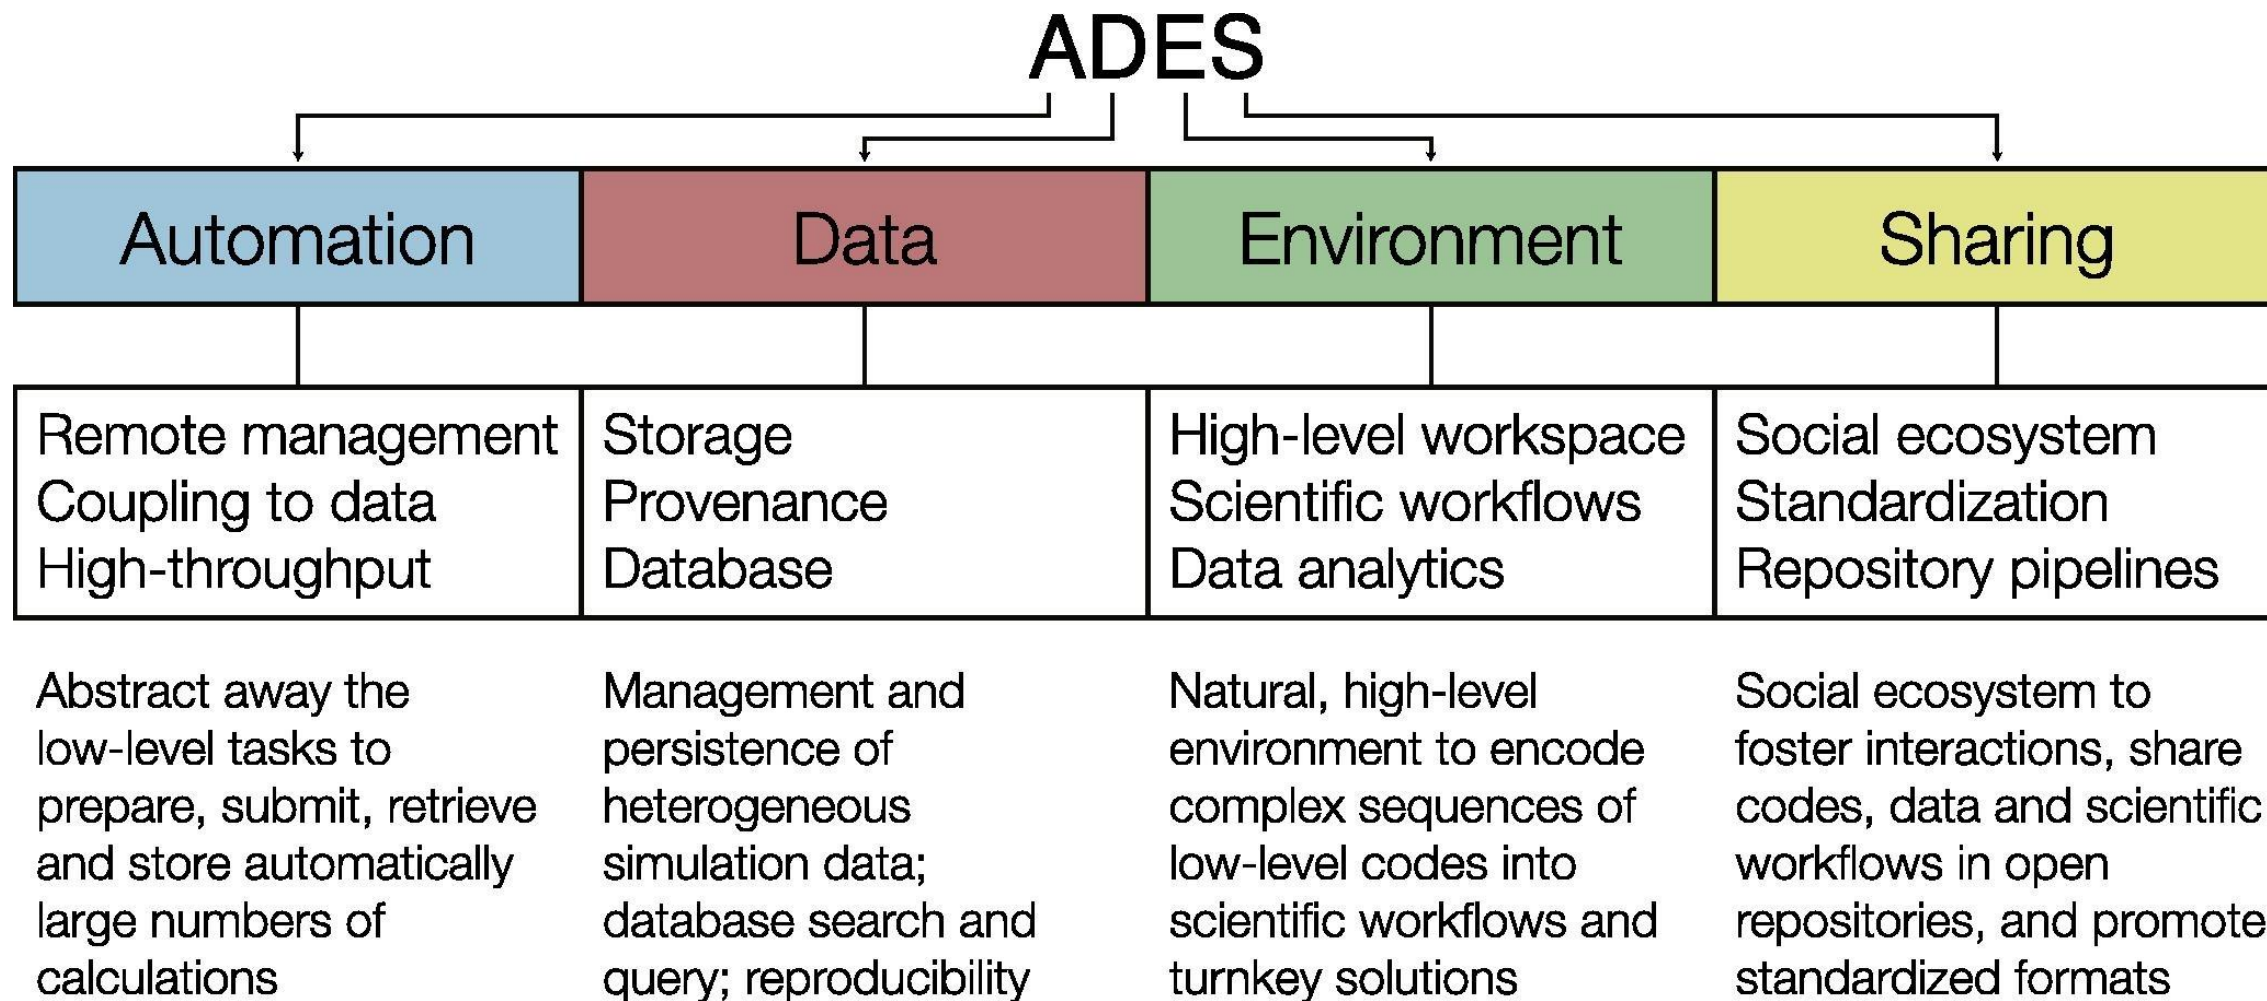 ADES
Automation
Data
Environment
Sharing
Remote management
Coupling to data
High-throughput
Storage
Provenance
Database
High-level workspace
Scientific workflows
Data analytics
Social ecosystem
Standardization
Repository pipelines
Abstract away the
low-level tasks to
prepare, submit, retrieve
and store automatically
large numbers of
calculations
Management and
persistence of
heterogeneous
simulation data;
database search and
query; reproducibility
Natural, high-level
environment to encode
complex sequences of
low-level codes into
scientific workflows and
turnkey solutions
Social ecosystem to
foster interactions, share
codes, data and scientific
workflows in open
repositories, and promote
standardized formats